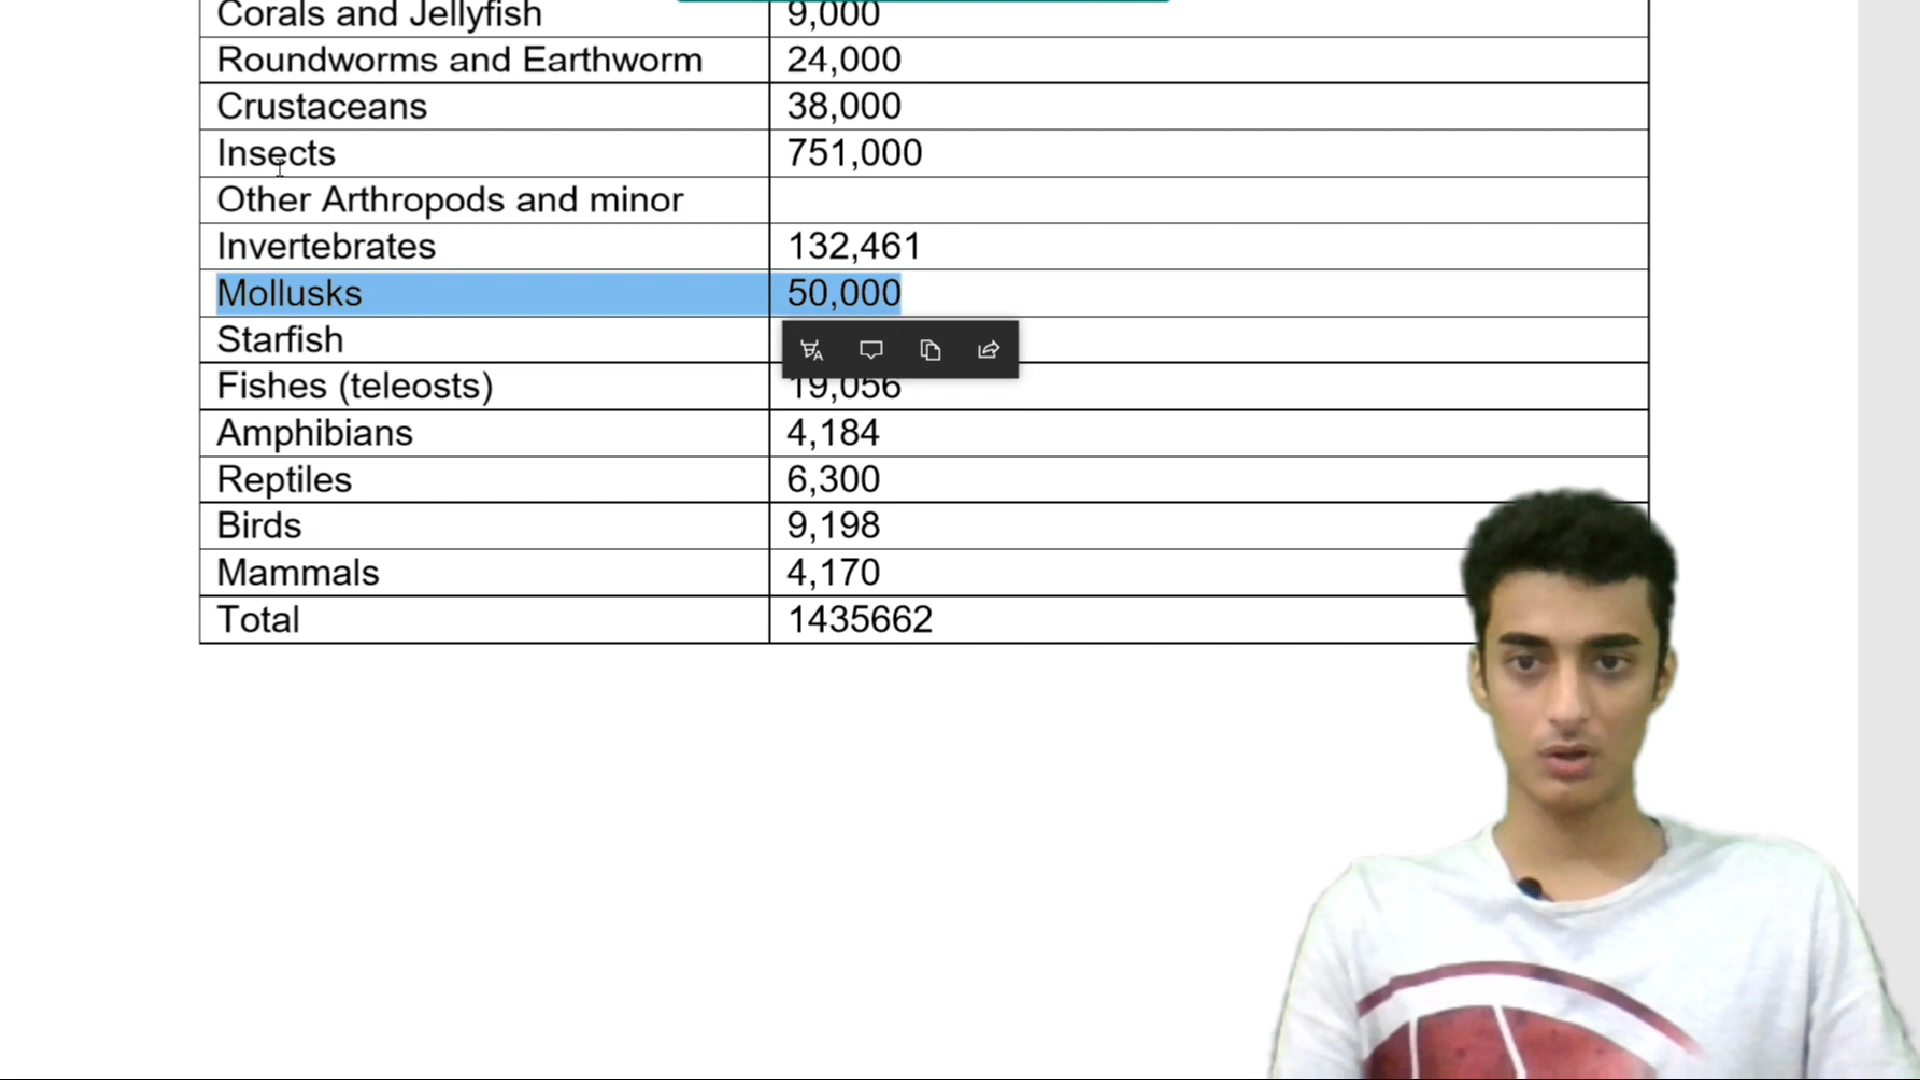 Corals and Jellyfish 9,000
Roundworms and Earthworm 24,000
Crustaceans 38,000
Insects 751,000
Other Arthropods and minor
Invertebrates 132,461
Mollusks 50,000
Starfish
Fishes (teleosts) 19,056
Amphibians 4,184
Reptiles 6,300
Birds 9,198
Mammals 4,170
Total 1435662